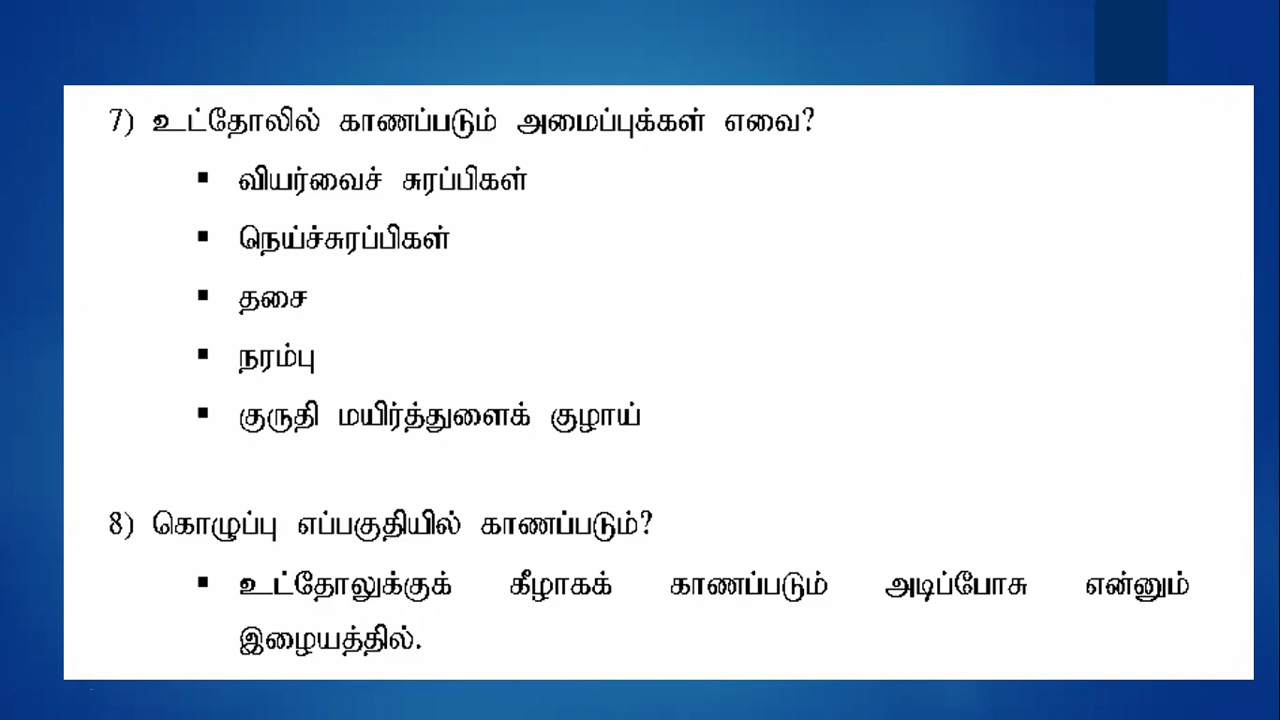 7) உட்தோலில் காணப்படும் அமைப்புக்கள் எவை?
▪ வியர்வைச் சுரப்பிகள்
▪ நெய்ச்சுரப்பிகள்
▪ தசை
▪ நரம்பு
▪ குருதி மயிர்த்துளைக் குழாய்
8) கொழுப்பு எப்பகுதியில் காணப்படும்?
▪ உட்தோலுக்குக் கீழாகக் காணப்படும் அடிப்போசு என்னும்
இழையத்தில்.